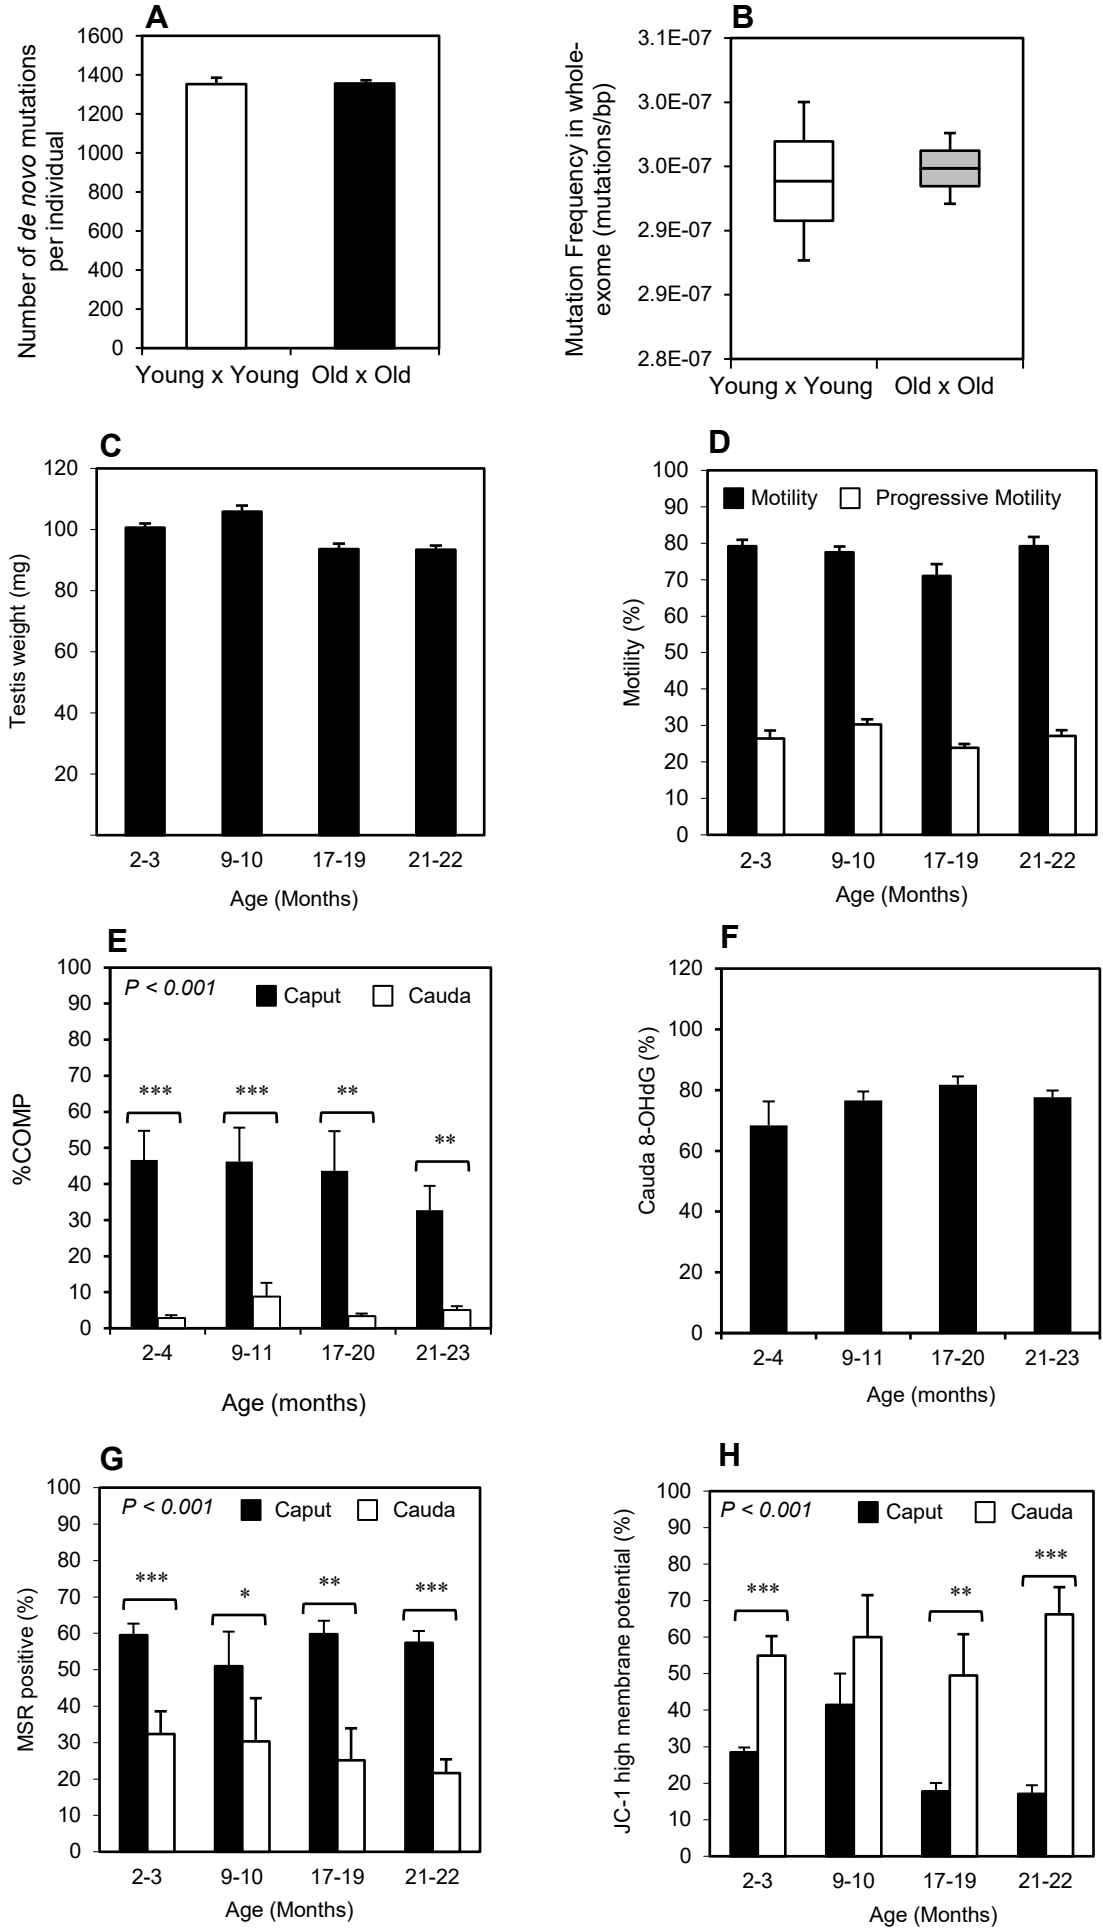 A
Number of de novo mutations
per individual
1600
1400
1200
1000
800
600
400
200
0
Young x Young Old x Old
B
Mutation Frequency in whole-
exome (mutations/bp)
3.1E-07
3.0E-07
3.0E-07
2.9E-07
2.9E-07
2.8E-07
Young x Young Old x Old
C
Testis weight (mg)
120
100
80
60
40
20
2-3 9-10 17-19 21-22
Age (Months)
D
Motility (%)
100
90
80
70
60
50
40
30
20
10
0
Motility Progressive Motility
2-3 9-10 17-19 21-22
Age (Months)
E
%COMP
100
90
80
70
60
50
40
30
20
10
0
P < 0.001 Caput Cauda
*** *** ** **
2-4 9-11 17-20 21-23
Age (months)
F
Cauda 8-OHdG (%)
120
100
80
60
40
20
0
2-4 9-11 17-20 21-23
Age (months)
G
MSR positive (%)
100
90
80
70
60
50
40
30
20
10
0
P < 0.001 Caput Cauda
*** * ** ***
2-3 9-10 17-19 21-22
Age (Months)
H
JC-1 high membrane potential (%)
100
90
80
70
60
50
40
30
20
10
0
P < 0.001 Caput Cauda
*** ** ***
2-3 9-10 17-19 21-22
Age (Months)